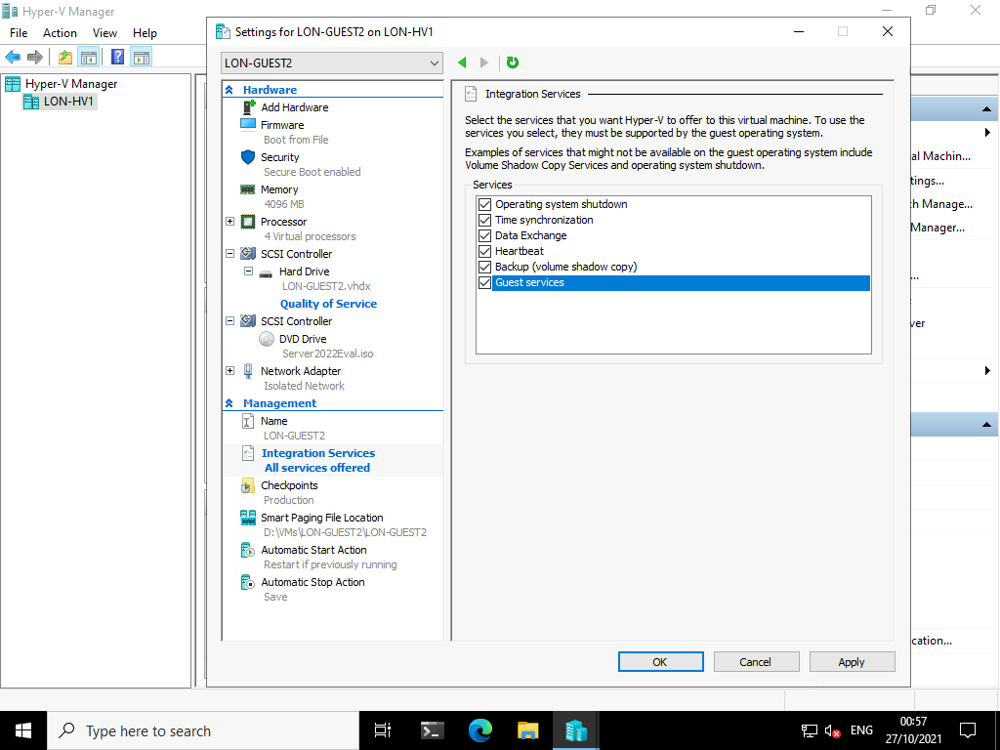 Hyper-V Manager
File Action View Help
Hyper-V Manager
LON-HV1
Settings for LON-GUEST2 on LON-HV1
LON-GUEST2
Hardware
Add Hardware
Firmware
Boot from File
Security
Secure Boot enabled
Memory
4096 MB
Processor
4 Virtual processors
SCSI Controller
Hard Drive
LON-GUEST2.vhdx
Quality of Service
SCSI Controller
DVD Drive
Server2022Eval.iso
Network Adapter
Isolated Network
Management
Name
LON-GUEST2
Integration Services
All services offered
Checkpoints
Production
Smart Paging File Location
D:\VMs\LON-GUEST2\LON-GUEST2
Automatic Start Action
Restart if previously running
Automatic Stop Action
Save
Integration Services
Select the services that you want Hyper-V to offer to this virtual machine. To use the
services you select, they must be supported by the guest operating system.
Examples of services that might not be available on the guest operating system include
Volume Shadow Copy Services and operating system shutdown.
Services
Operating system shutdown
Time synchronization
Data Exchange
Heartbeat
Backup (volume shadow copy)
Guest services
OK Cancel Apply
al Machin...
tings...
h Manage...
Manager...
...
ver
cation...
Type here to search
ENG
00:57
27/10/2021